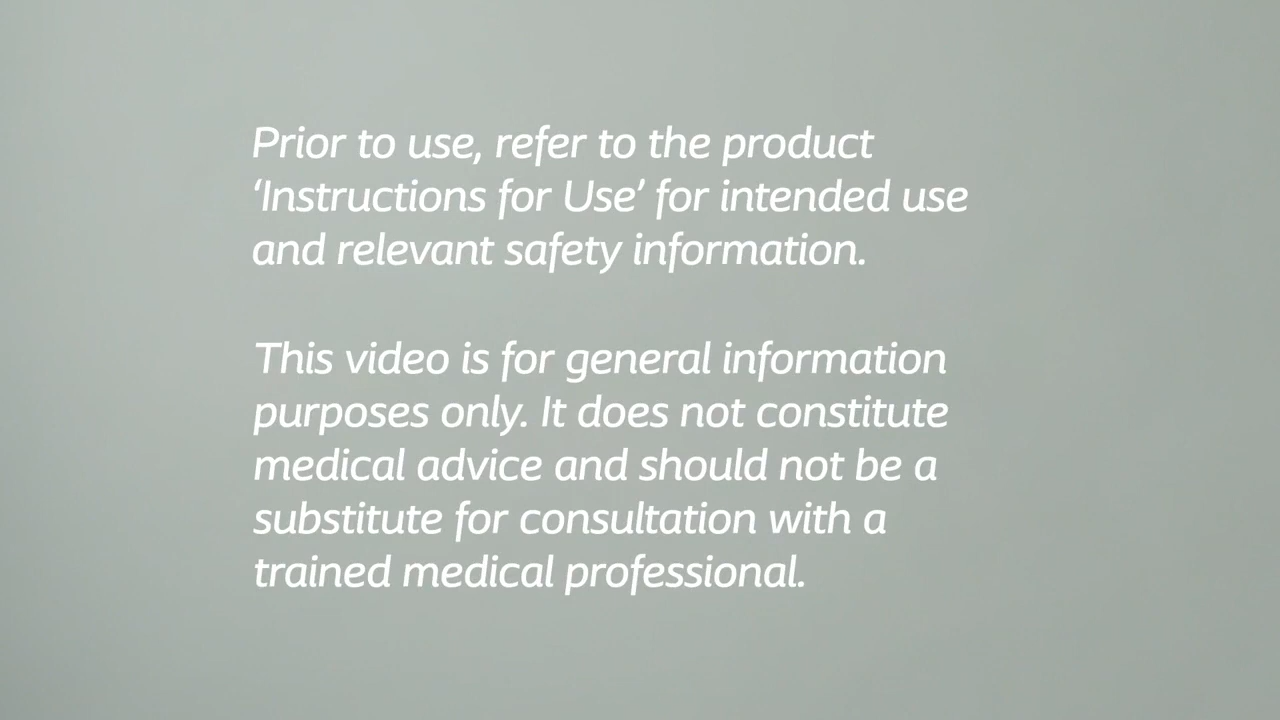 Prior to use, refer to the product
‘Instructions for Use’ for intended use
and relevant safety information.
This video is for general information
purposes only. It does not constitute
medical advice and should not be a
substitute for consultation with a
trained medical professional.